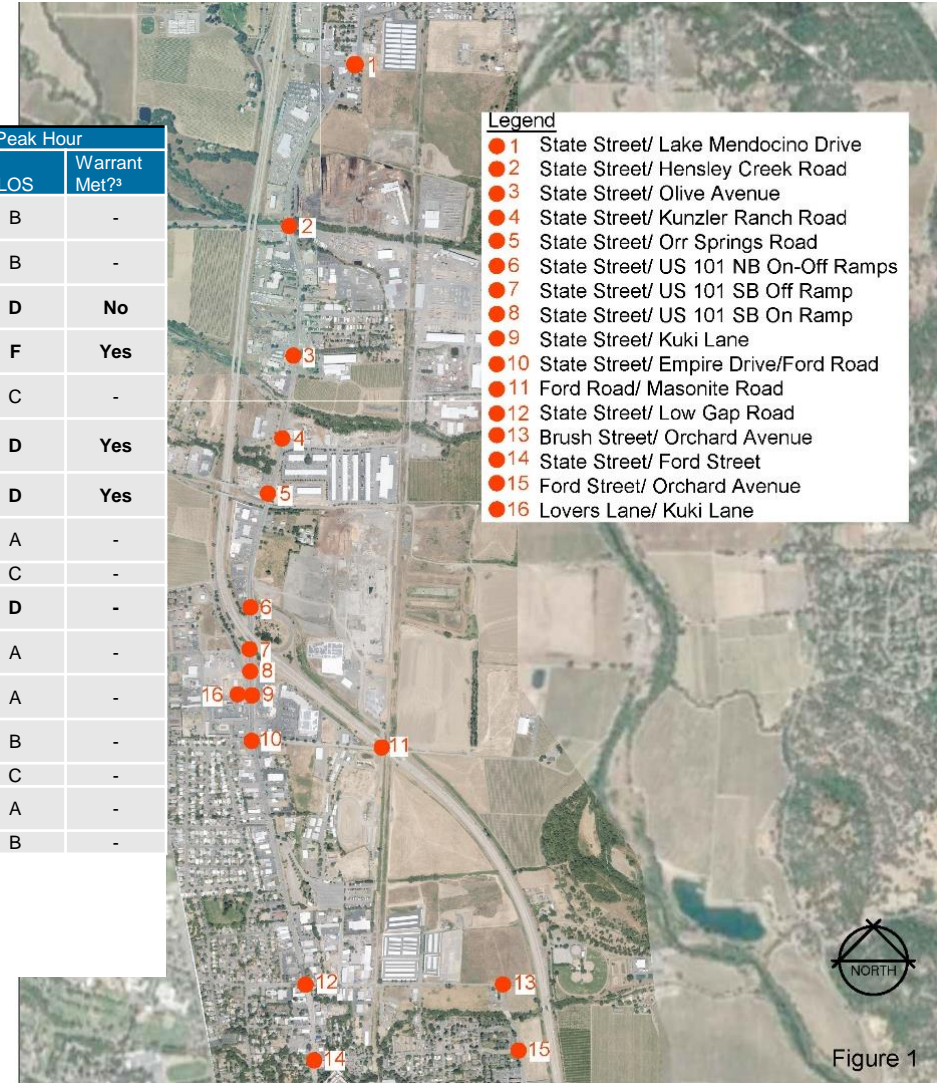 Peak Hour
LOS Warrant Met?³
B -
B -
D No
F Yes
C -
D Yes
D Yes
A -
C -
D -
A -
A -
B -
C -
A -
B -
Legend
1 State Street/ Lake Mendocino Drive
2 State Street/ Hensley Creek Road
3 State Street/ Olive Avenue
4 State Street/ Kunzler Ranch Road
5 State Street/ Orr Springs Road
6 State Street/ US 101 NB On-Off Ramps
7 State Street/ US 101 SB Off Ramp
8 State Street/ US 101 SB On Ramp
9 State Street/ Kuki Lane
10 State Street/ Empire Drive/Ford Road
11 Ford Road/ Masonite Road
12 State Street/ Low Gap Road
13 Brush Street/ Orchard Avenue
14 State Street/ Ford Street
15 Ford Street/ Orchard Avenue
16 Lovers Lane/ Kuki Lane
1
2
3
4
5
6
7
8
16 9
10
11
12
13
14
15
NORTH
Figure 1